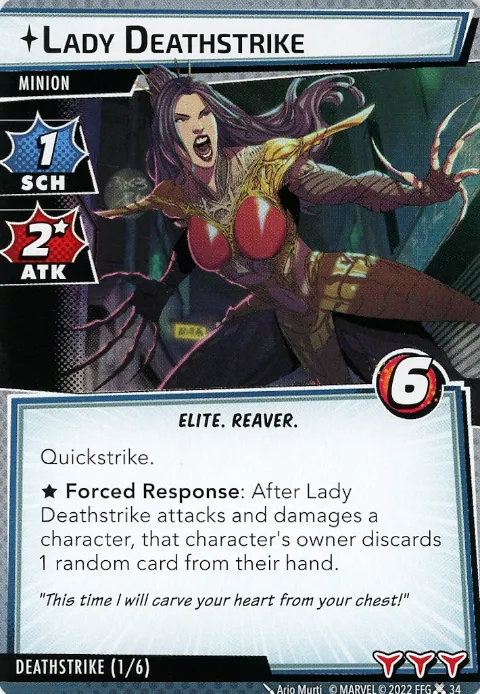 LADY DEATHSTRIKE
MINION
1
SCH
2★
ATK
6
ELITE. REAVER.
Quickstrike.
★ Forced Response: After Lady
Deathstrike attacks and damages a
character, that character's owner discards
1 random card from their hand.
"This time I will carve your heart from your chest!"
DEATHSTRIKE (1/6)
Ario Murti © MARVEL © 2022 FFG 34